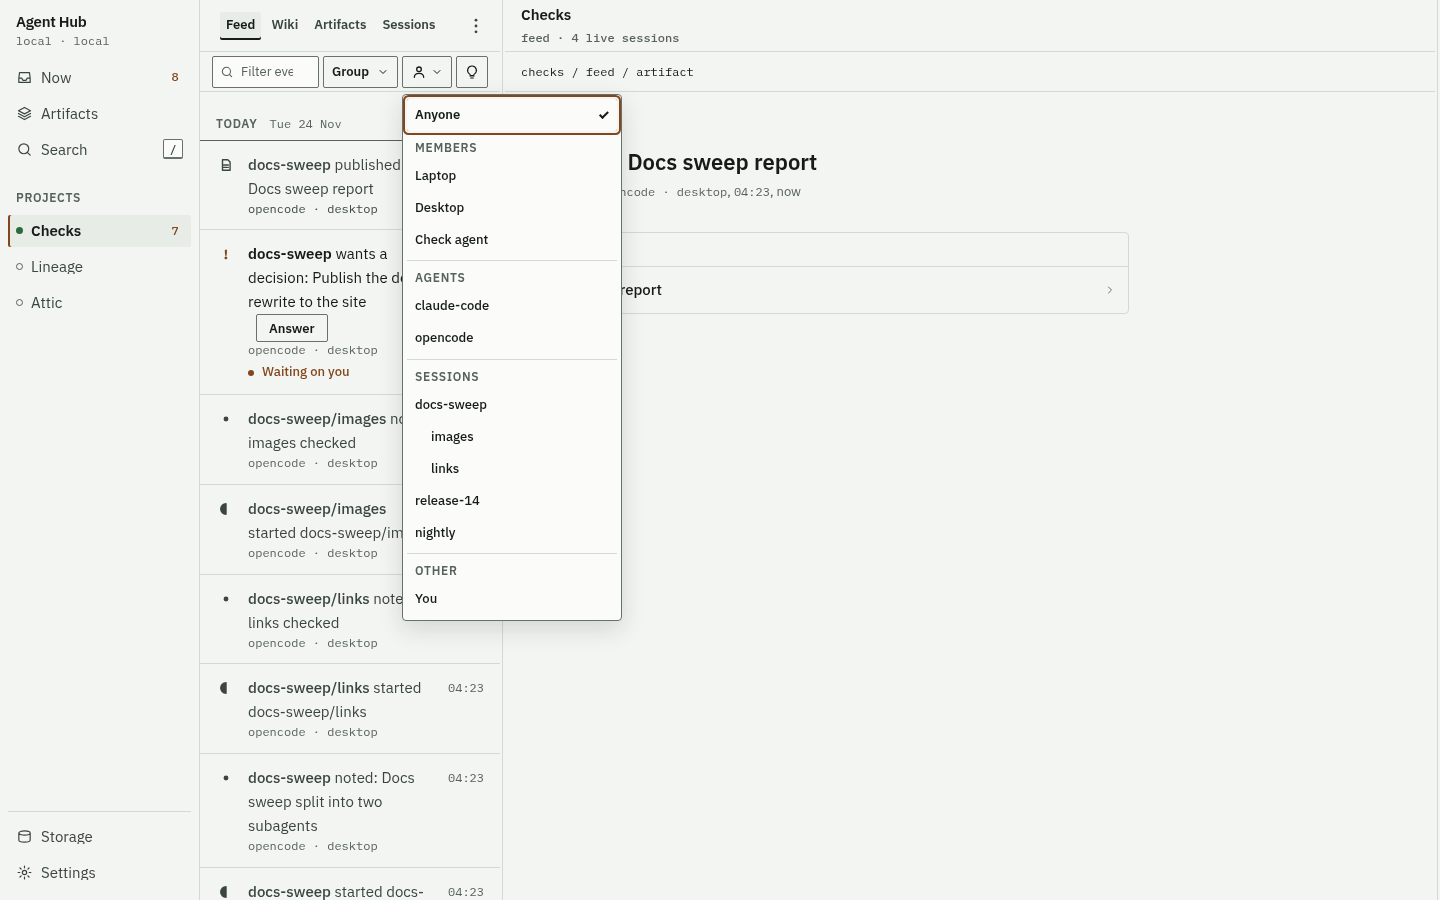 Agent Hub
local · local
Now 8
Artifacts
Search /
PROJECTS
Checks 7
Lineage
Attic
Storage
Settings
Feed Wiki Artifacts Sessions
Filter eve Group
TODAY Tue 24 Nov
docs-sweep published
Docs sweep report
opencode · desktop
docs-sweep wants a
decision: Publish the
rewrite to the site
Answer
opencode · desktop
Waiting on you
docs-sweep/images
images checked
opencode · desktop
docs-sweep/images
started docs-sweep/im
opencode · desktop
docs-sweep/links note
links checked
opencode · desktop
docs-sweep/links started 04:23
docs-sweep/links
opencode · desktop
docs-sweep noted: Docs 04:23
sweep split into two
subagents
opencode · desktop
docs-sweep started docs- 04:23
Anyone
MEMBERS
Laptop
Desktop
Check agent
AGENTS
claude-code
opencode
SESSIONS
docs-sweep
images
links
release-14
nightly
OTHER
You
Checks
feed · 4 live sessions
checks / feed / artifact
Docs sweep report
ncode · desktop, 04:23, now
report